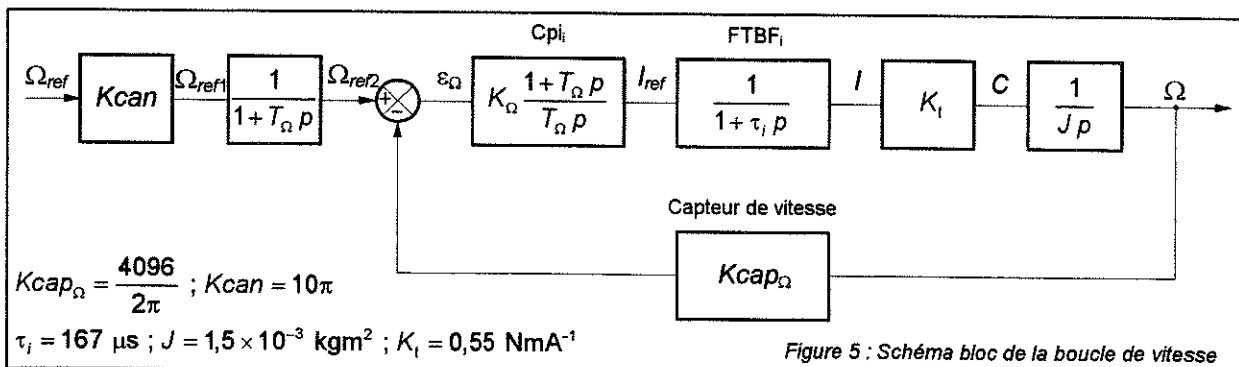 Cpi_i
FTBF_i
Ω_ref
Kcan
Ω_ref1
1 / (1 + T_Ω p)
Ω_ref2
+
−
ε_Ω
K_Ω (1 + T_Ω p) / (T_Ω p)
I_ref
1 / (1 + τ_i p)
I
K_t
C
1 / (J p)
Ω
Capteur de vitesse
Kcap_Ω
Kcap_Ω = 4096 / 2π ; Kcan = 10π
τ_i = 167 µs ; J = 1,5 × 10⁻³ kgm² ; K_t = 0,55 NmA⁻¹
Figure 5 : Schéma bloc de la boucle de vitesse